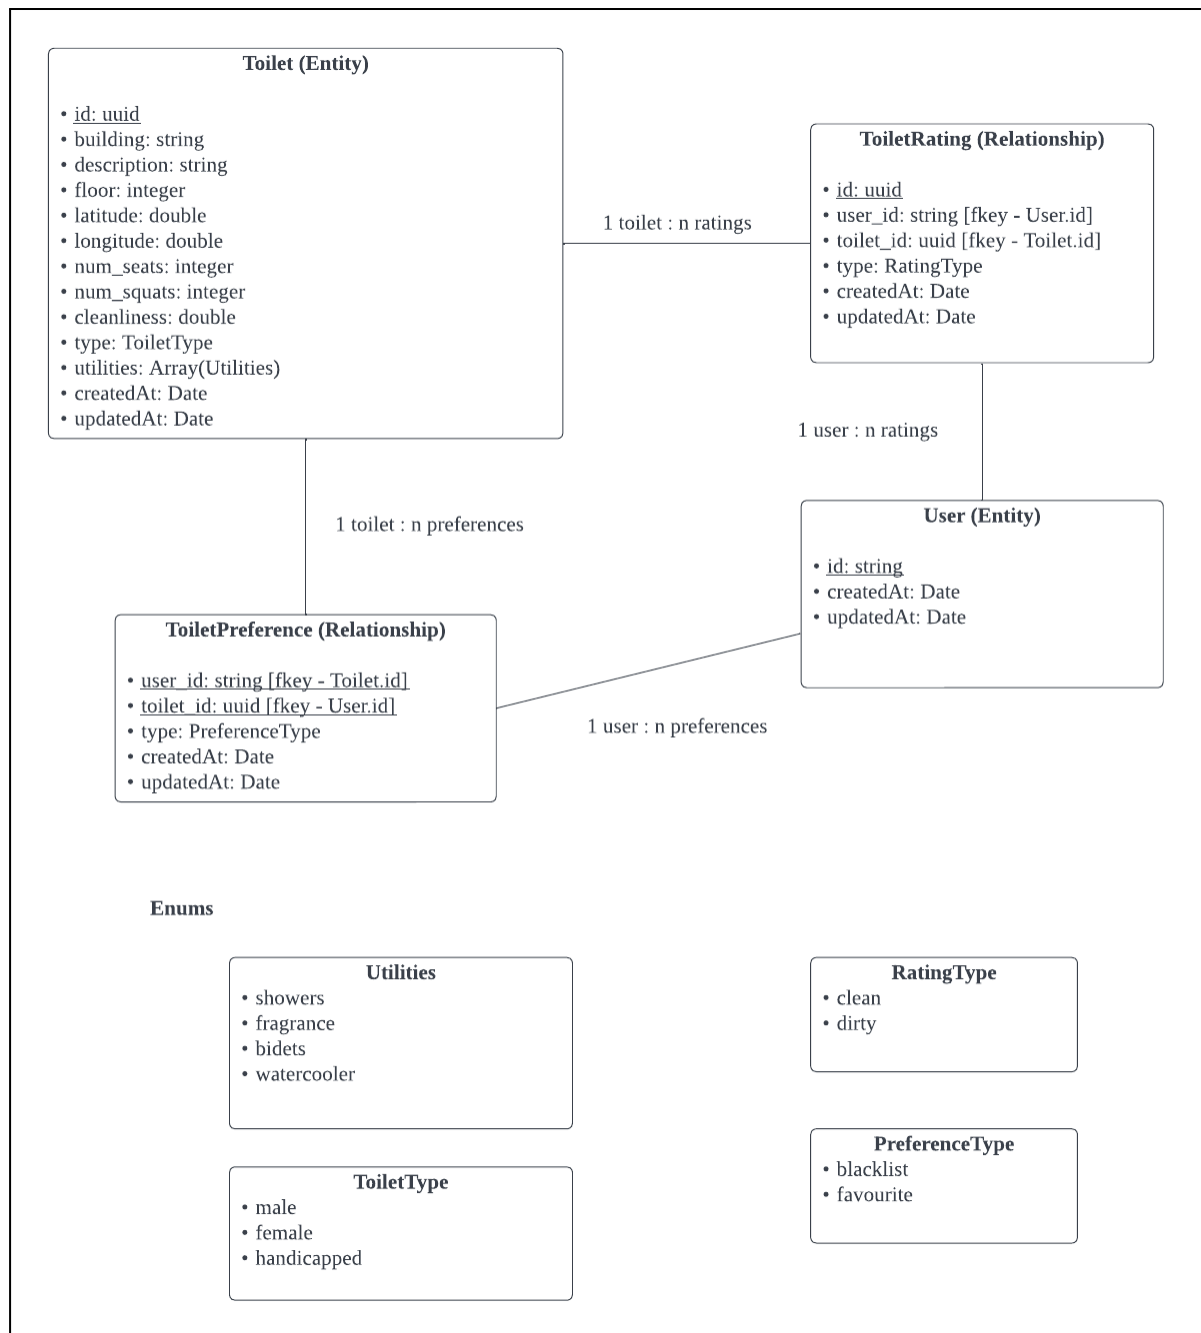 Toilet (Entity)
• id: uuid
• building: string
• description: string
• floor: integer
• latitude: double
• longitude: double
• num_seats: integer
• num_squats: integer
• cleanliness: double
• type: ToiletType
• utilities: Array(Utilities)
• createdAt: Date
• updatedAt: Date
1 toilet : n ratings
ToiletRating (Relationship)
• id: uuid
• user_id: string [fkey - User.id]
• toilet_id: uuid [fkey - Toilet.id]
• type: RatingType
• createdAt: Date
• updatedAt: Date
1 user : n ratings
1 toilet : n preferences
User (Entity)
• id: string
• createdAt: Date
• updatedAt: Date
ToiletPreference (Relationship)
• user_id: string [fkey - Toilet.id]
• toilet_id: uuid [fkey - User.id]
• type: PreferenceType
• createdAt: Date
• updatedAt: Date
1 user : n preferences
Enums
Utilities
• showers
• fragrance
• bidets
• watercooler
RatingType
• clean
• dirty
ToiletType
• male
• female
• handicapped
PreferenceType
• blacklist
• favourite